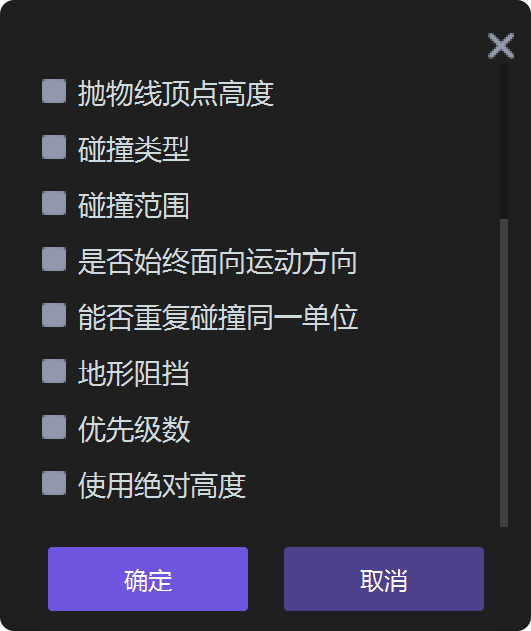 抛物线顶点高度
碰撞类型
碰撞范围
是否始终面向运动方向
能否重复碰撞同一单位
地形阻挡
优先级数
使用绝对高度
确定
取消